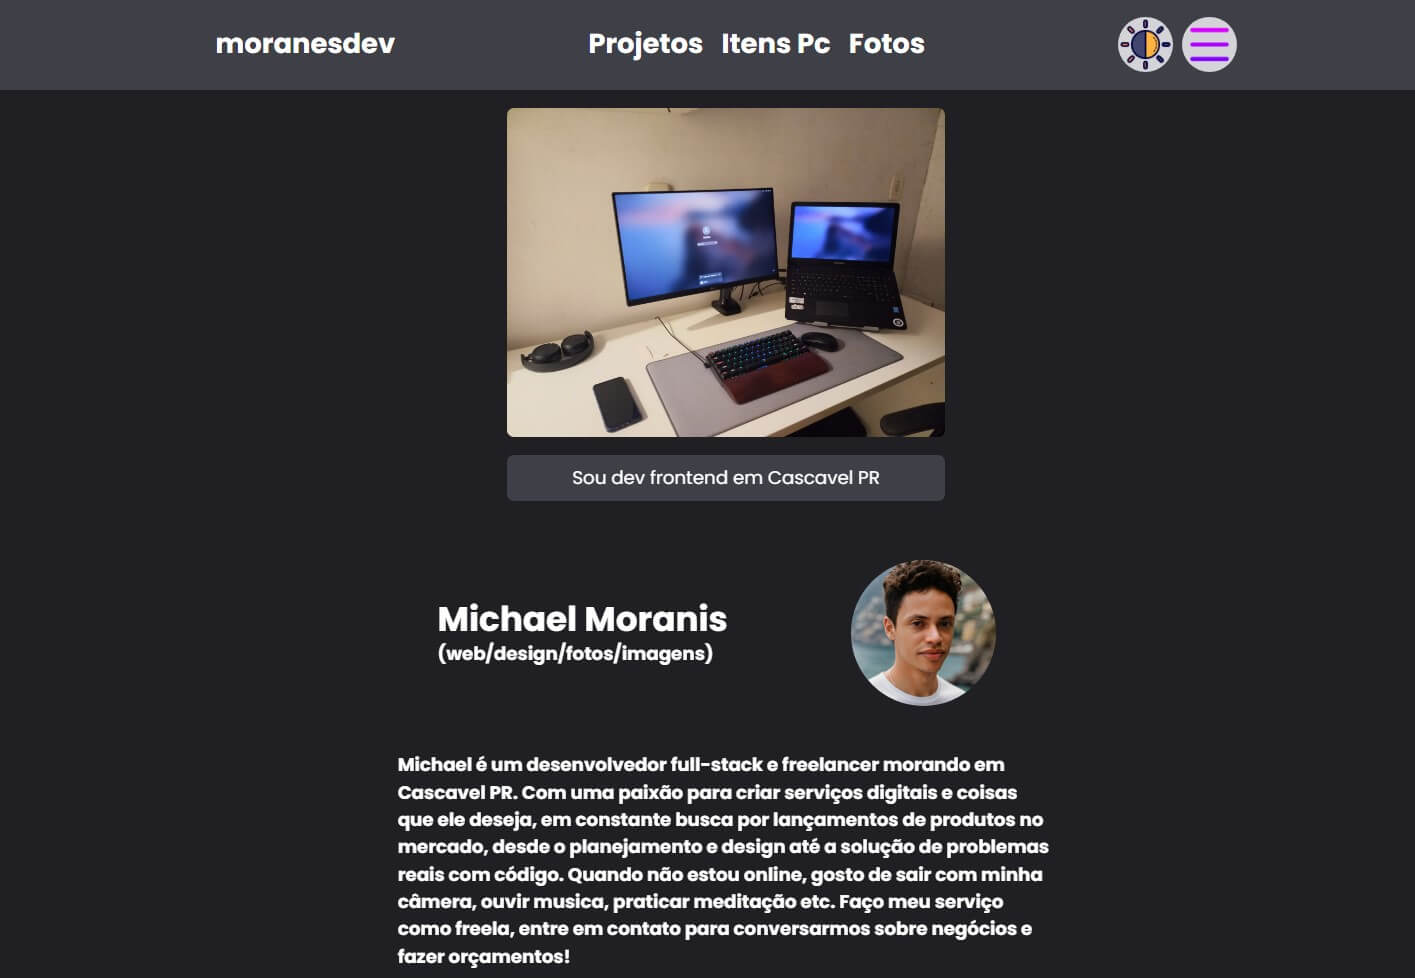 moranesdev
Projetos Itens Pc Fotos
Sou dev frontend em Cascavel PR
Michael Moranis
(web/design/fotos/imagens)
Michael é um desenvolvedor full-stack e freelancer morando em
Cascavel PR. Com uma paixão para criar serviços digitais e coisas
que ele deseja, em constante busca por lançamentos de produtos no
mercado, desde o planejamento e design até a solução de problemas
reais com código. Quando não estou online, gosto de sair com minha
câmera, ouvir musica, praticar meditação etc. Faço meu serviço
como freela, entre em contato para conversarmos sobre negócios e
fazer orçamentos!